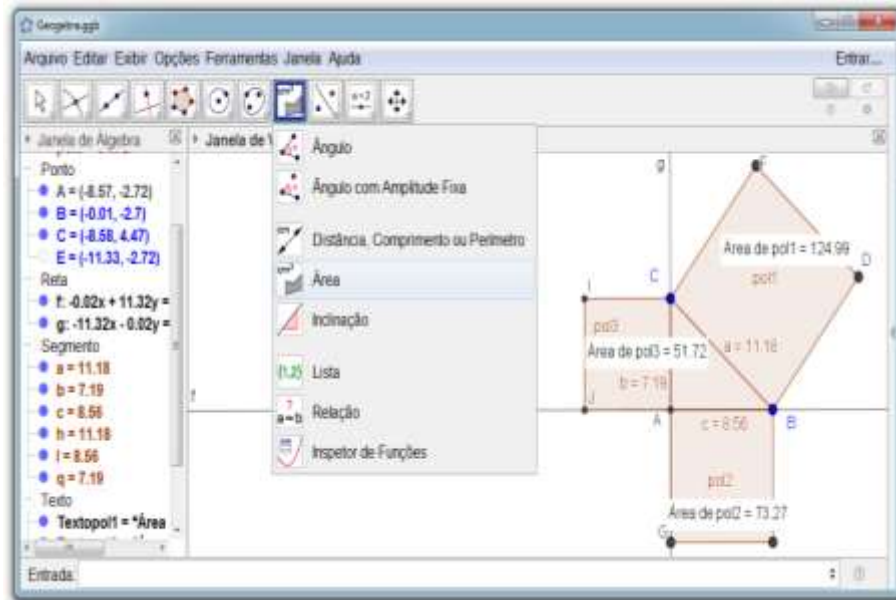 Geogebra.ggb
Arquivo Editar Exibir Opções Ferramentas Janela Ajuda
Entrar...
Janela de Álgebra
Janela de V
Ponto
A = (-8.57, -2.72)
B = (-0.01, -2.7)
C = (-8.58, 4.47)
E = (-11.33, -2.72)
Reta
f: -0.02x + 11.32y =
g: -11.32x - 0.02y =
Segmento
a = 11.18
b = 7.19
c = 8.56
h = 11.18
l = 8.56
q = 7.19
Texto
Textopol1 = "Área
Ângulo
Ângulo com Amplitude Fixa
Distância, Comprimento ou Perímetro
Área
Inclinação
{1,2} Lista
a=b Relação
Inspetor de Funções
g
F
Área de pol1 = 124.99
D
pol1
C
I
pol3
Área de pol3 = 51.72
a = 11.18
b = 7.19
f
J
A
c = 8.56
B
pol2
Área de pol2 = 73.27
G
Entrada: